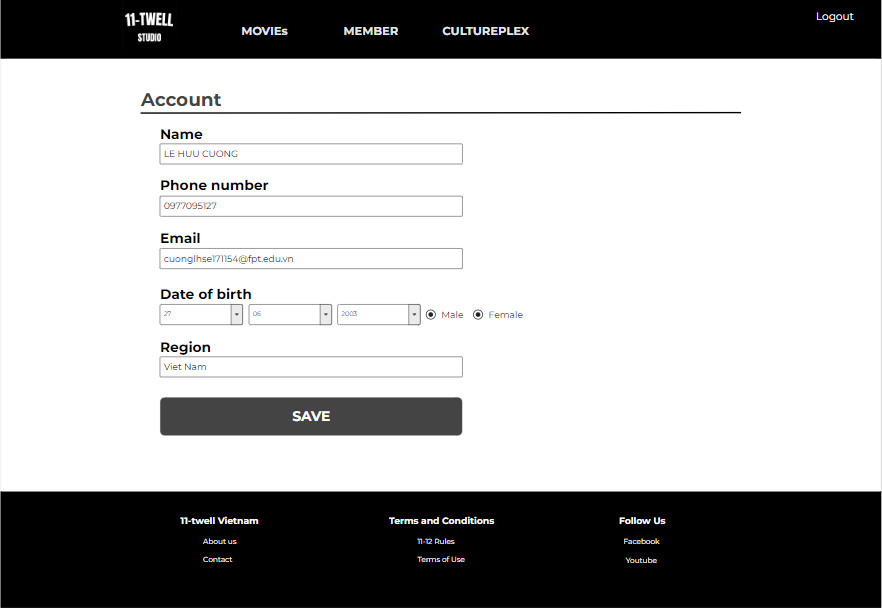 11-TWELL
STUDIO
MOVIEs MEMBER CULTUREPLEX
Logout
Account
Name
LE HUU CUONG
Phone number
0977095127
Email
cuonglhse171154@fpt.edu.vn
Date of birth
27 06 2003 Male Female
Region
Viet Nam
SAVE
11-twell Vietnam Terms and Conditions Follow Us
About us 11-12 Rules Facebook
Contact Terms of Use Youtube